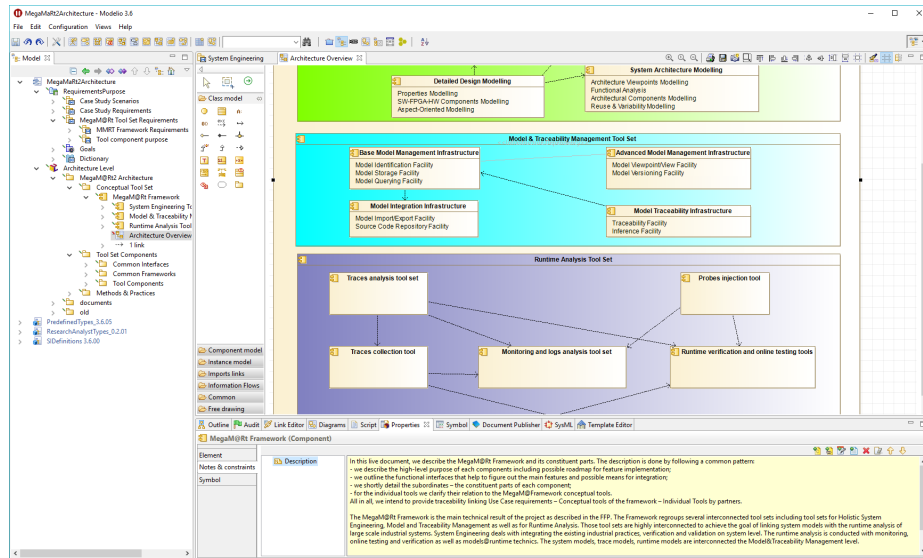 MegaMaRt2Architecture - Modelio 3.6
File Edit Configuration Views Help
Model
System Engineering
Architecture Overview
MegaMaRt2Architecture
RequirementsPurpose
Case Study Scenarios
Case Study Requirements
MegaM@Rt Tool Set Requirements
MMRT Framework Requirements
Tool component purpose
Goals
Dictionary
Architecture Level
MegaM@Rt2 Architecture
Conceptual Tool Set
MegaM@Rt Framework
System Engineering To
Model & Traceability M
Runtime Analysis Tool
Architecture Overview
1 link
Tool Set Components
Common Interfaces
Common Frameworks
Tool Components
Methods & Practices
documents
old
PredefinedTypes_3.6.05
ResearchAnalystTypes_0.2.01
SIDefinitions 3.6.00
Class model
Component model
Instance model
Imports links
Information Flows
Common
Free drawing
Detailed Design Modelling
Properties Modelling
SW-FPGA-HW Components Modelling
Aspect-Oriented Modelling
System Architecture Modelling
Architecture Viewpoints Modelling
Functional Analysis
Architectural Components Modelling
Reuse & Variability Modelling
Model & Traceability Management Tool Set
Base Model Management Infrastructure
Model Identification Facility
Model Storage Facility
Model Querying Facility
Advanced Model Management Infrastructure
Model Viewpoint/View Facility
Model Versioning Facility
Model Integration Infrastructure
Model Import/Export Facility
Source Code Repository Facility
Model Traceability Infrastructure
Traceability Facility
Inference Facility
Runtime Analysis Tool Set
Traces analysis tool set
Probes injection tool
Traces collection tool
Monitoring and logs analysis tool set
Runtime verification and online testing tools
Outline Audit Link Editor Diagrams Script Properties Symbol Document Publisher SysML Template Editor
MegaM@Rt Framework (Component)
Element
Notes & constraints
Symbol
Description
In this live document, we describe the MegaM@Rt Framework and its constituent parts. The description is done by following a common pattern:
- we describe the high-level purpose of each components including possible roadmap for feature implementation;
- we outline the functional interfaces that help to figure out the main features and possible means for integration;
- we shortly detail the subordinates – the constituent parts of each component;
- for the individual tools we clarify their relation to the MegaM@Framework conceptual tools.
All in all, we intend to provide traceability linking Use Case requirements – Conceptual tools of the framework – Individual Tools by partners.
The MegaM@Rt Framework is the main technical result of the project as described in the FFP. The Framework regroups several interconnected tool sets including tool sets for Holistic System
Engineering, Model and Traceability Management as well as for Runtime Analysis. Those tool sets are highly interconnected to achieve the goal of linking system models with the runtime analysis of
large scale industrial systems. System Engineering deals with integrating the existing industrial practices, verification and validation on system level. The runtime analysis is conducted with monitoring,
online testing and verification as well as models@runtime technics. The system models, trace models, runtime models are interconnected the Model&Traceability Management level.